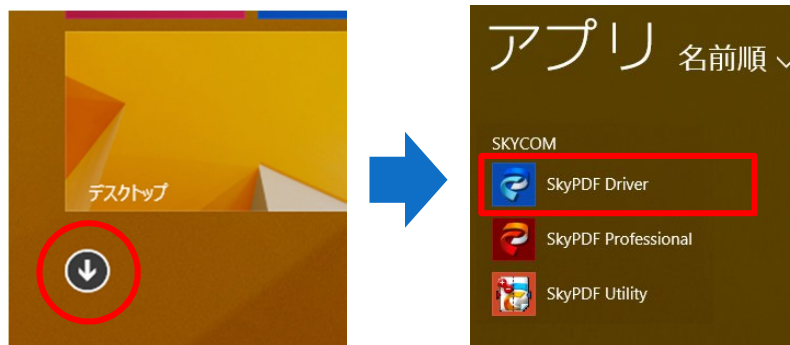 デスクトップ
アプリ 名前順
SKYCOM
SkyPDF Driver
SkyPDF Professional
SkyPDF Utility